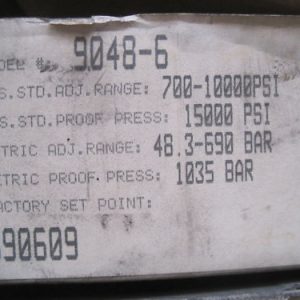 DEL #: 9048-6
.S.STD.ADJ.RANGE: 700-10000PSI
.S.STD.PROOF PRESS: 15000 PSI
TRIC ADJ.RANGE: 48.3-690 BAR
TRIC PROOF.PRESS: 1035 BAR
ACTORY SET POINT:
90609